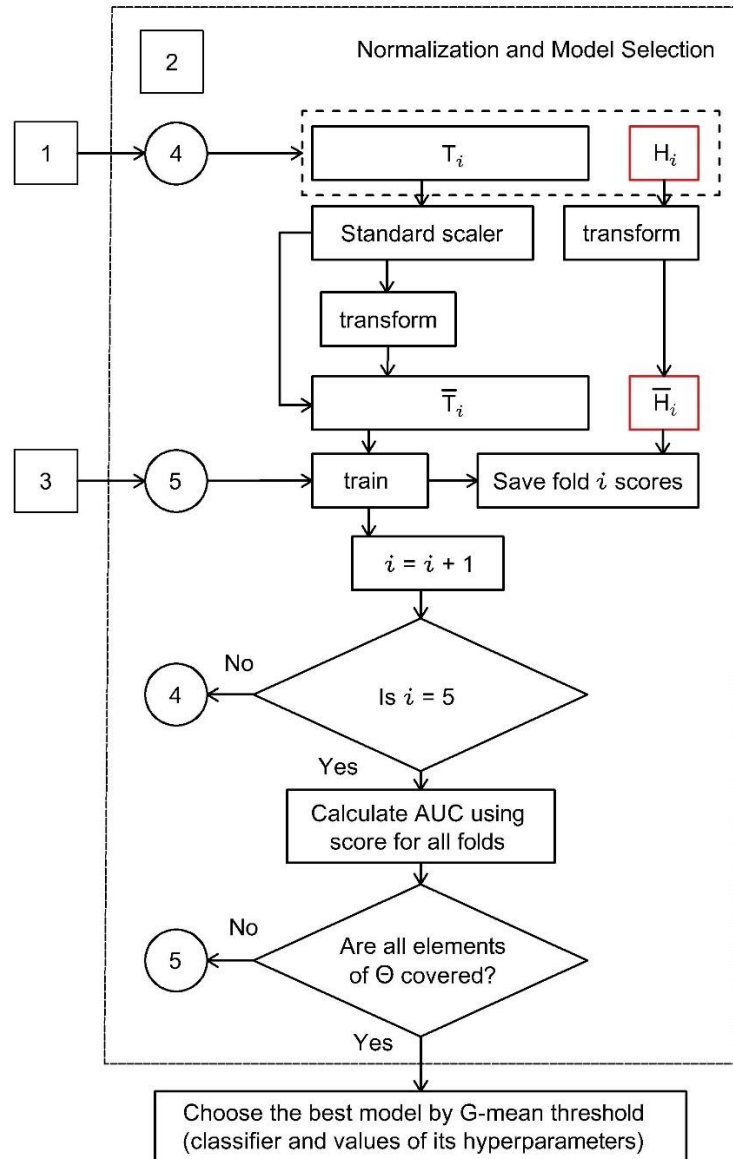 Normalization and Model Selection
2
1
4
Tᵢ
Hᵢ
Standard scaler
transform
transform
T̅ᵢ
H̅ᵢ
3
5
train
Save fold i scores
i = i + 1
No
4
Is i = 5
Yes
Calculate AUC using
score for all folds
No
5
Are all elements
of Θ covered?
Yes
Choose the best model by G-mean threshold
(classifier and values of its hyperparameters)